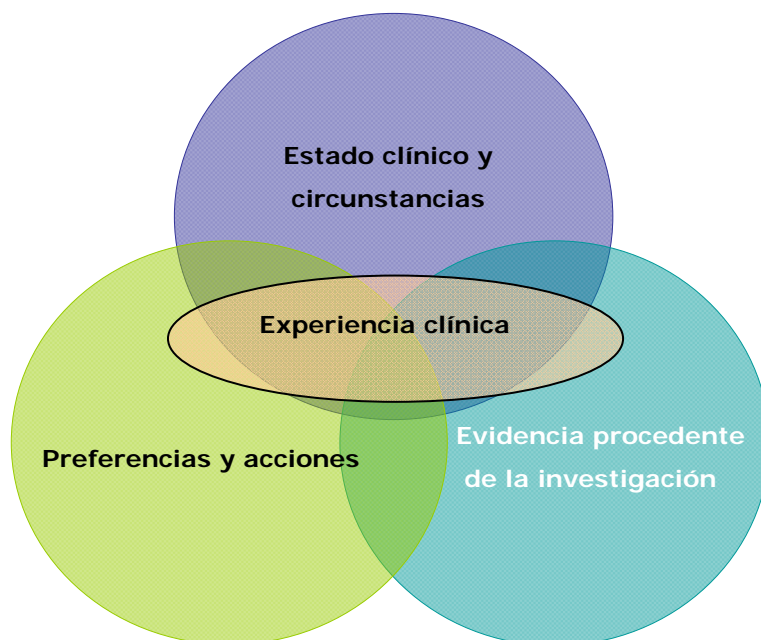 Estado clínico y
circunstancias
Experiencia clínica
Preferencias y acciones
Evidencia procedente
de la investigación